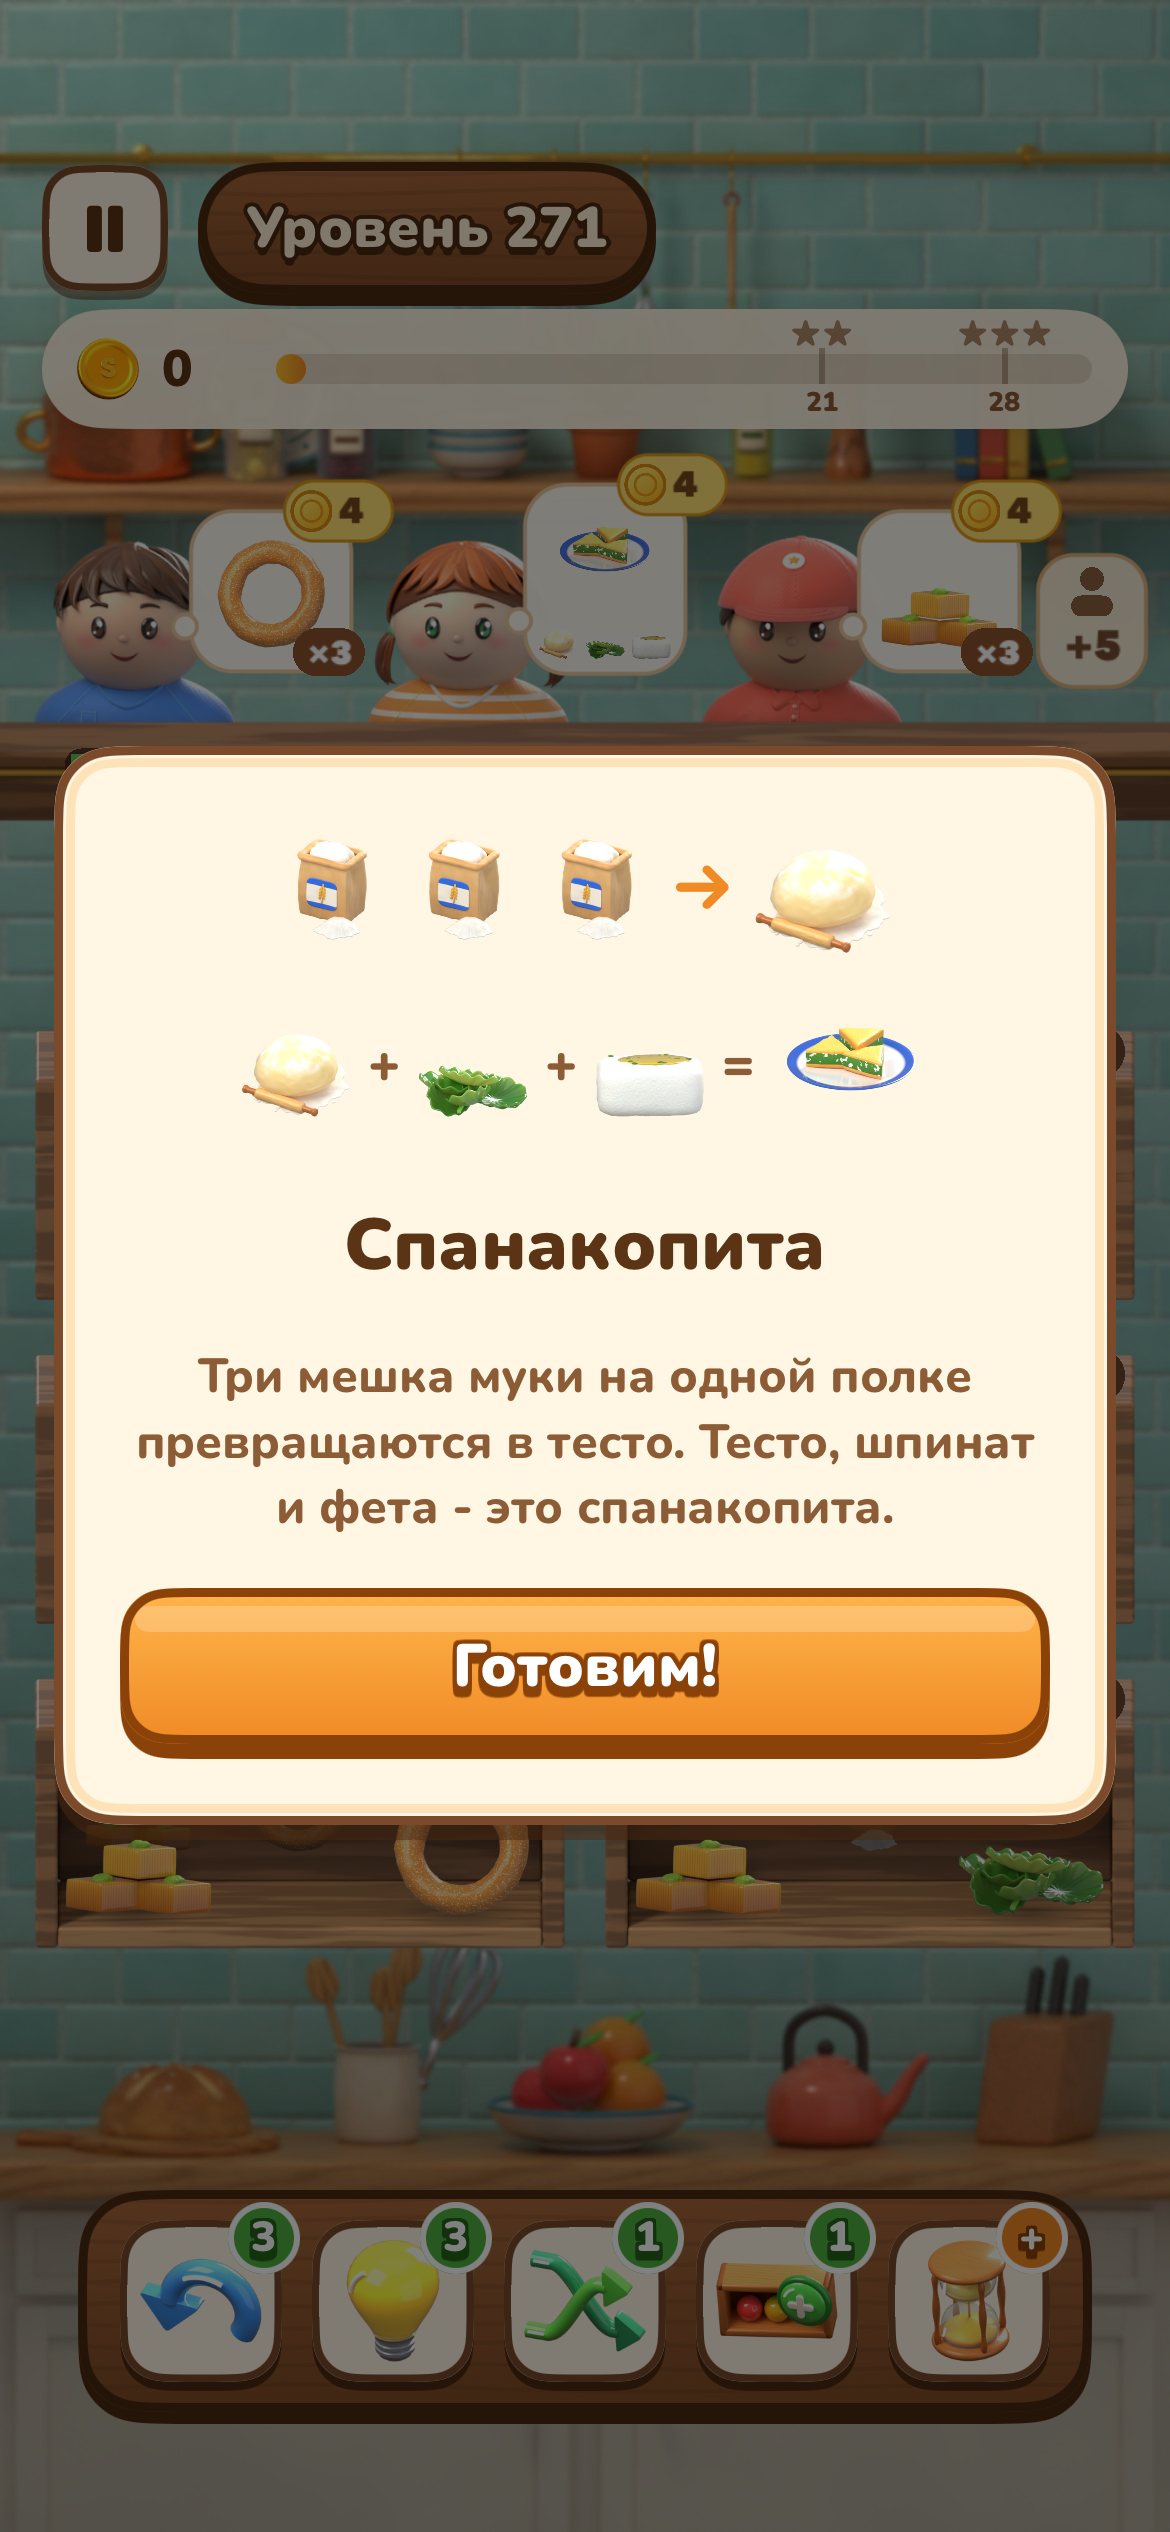 Уровень 271
0
21
28
4
4
4
×3
×3
+5
Спанакопита
Три мешка муки на одной полке
превращаются в тесто. Тесто, шпинат
и фета - это спанакопита.
Готовим!
3
3
1
1
+